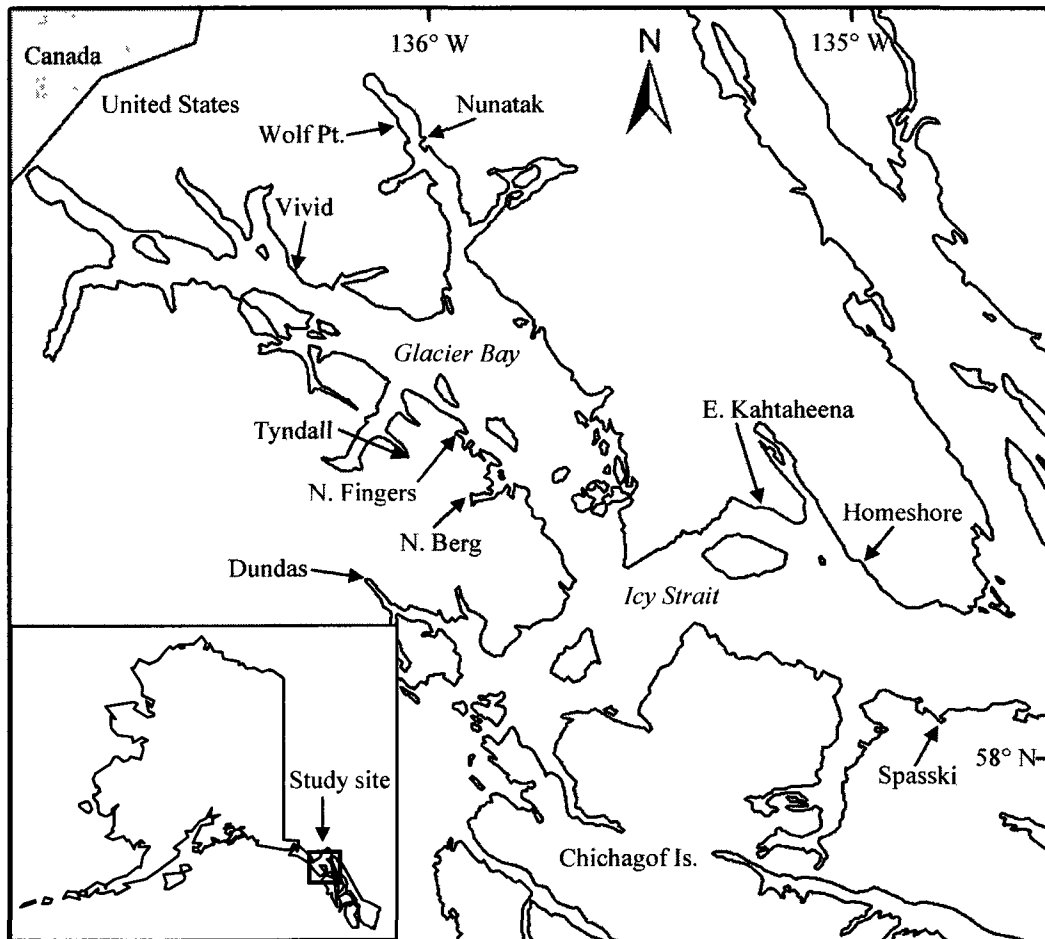 136° W
135° W
Canada
N
United States
Wolf Pt.
Nunatak
Vivid
Glacier Bay
E. Kahtaheena
Tyndall
N. Fingers
Homeshore
N. Berg
Dundas
Icy Strait
58° N
Spasski
Study site
Chichagof Is.